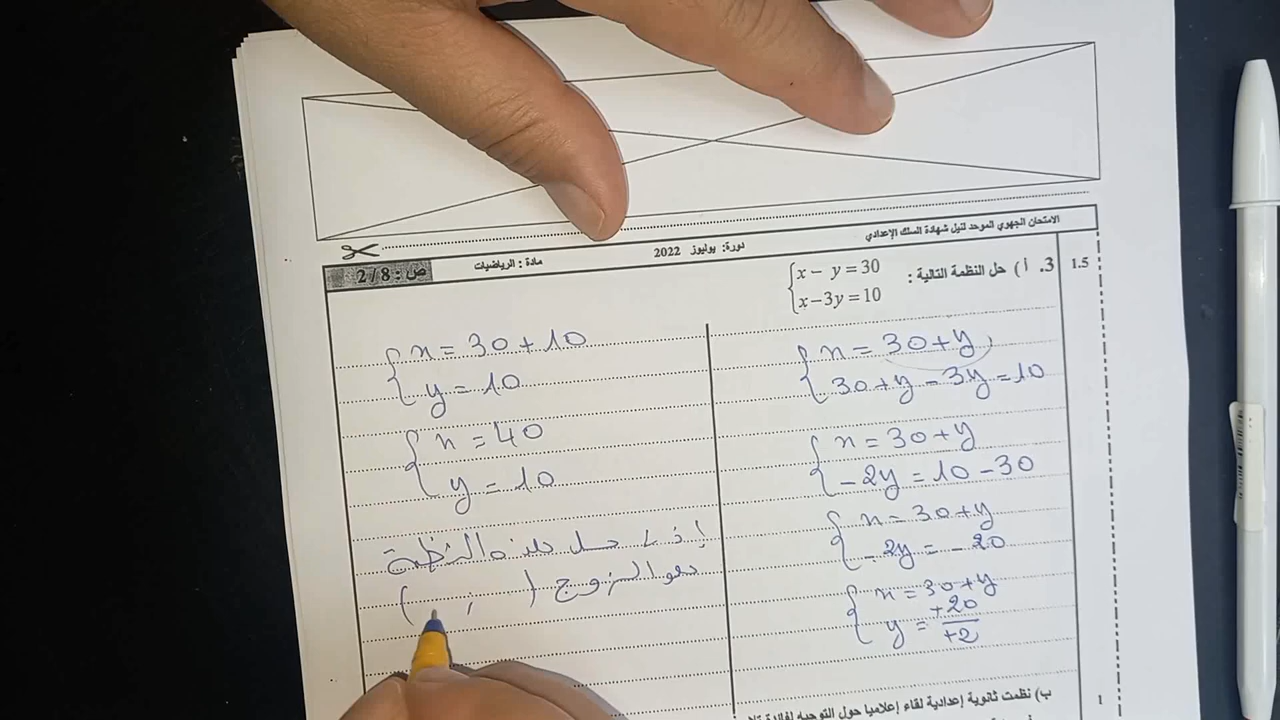 الامتحان الجهوي الموحد لنيل شهادة السلك الإعدادي
دورة: يوليوز 2022
مادة : الرياضيات
ص : 2/8
1.5
3. أ ) حل النظمة التالية :
x − y = 30
x−3y = 10
x = 30 + y
30 + y − 3y = 10
x = 30 + y
−2y = 10 − 30
x = 30 + y
−2y = −20
x = 30 + y
y = +20/+2
x = 30 + 10
y = 10
x = 40
y = 10
إذن حل هذه النظمة
هو الزوج ( ; )
1
ب) نظمت ثانوية إعدادية لقاء إعلاميا حول التوجيه لفائدة